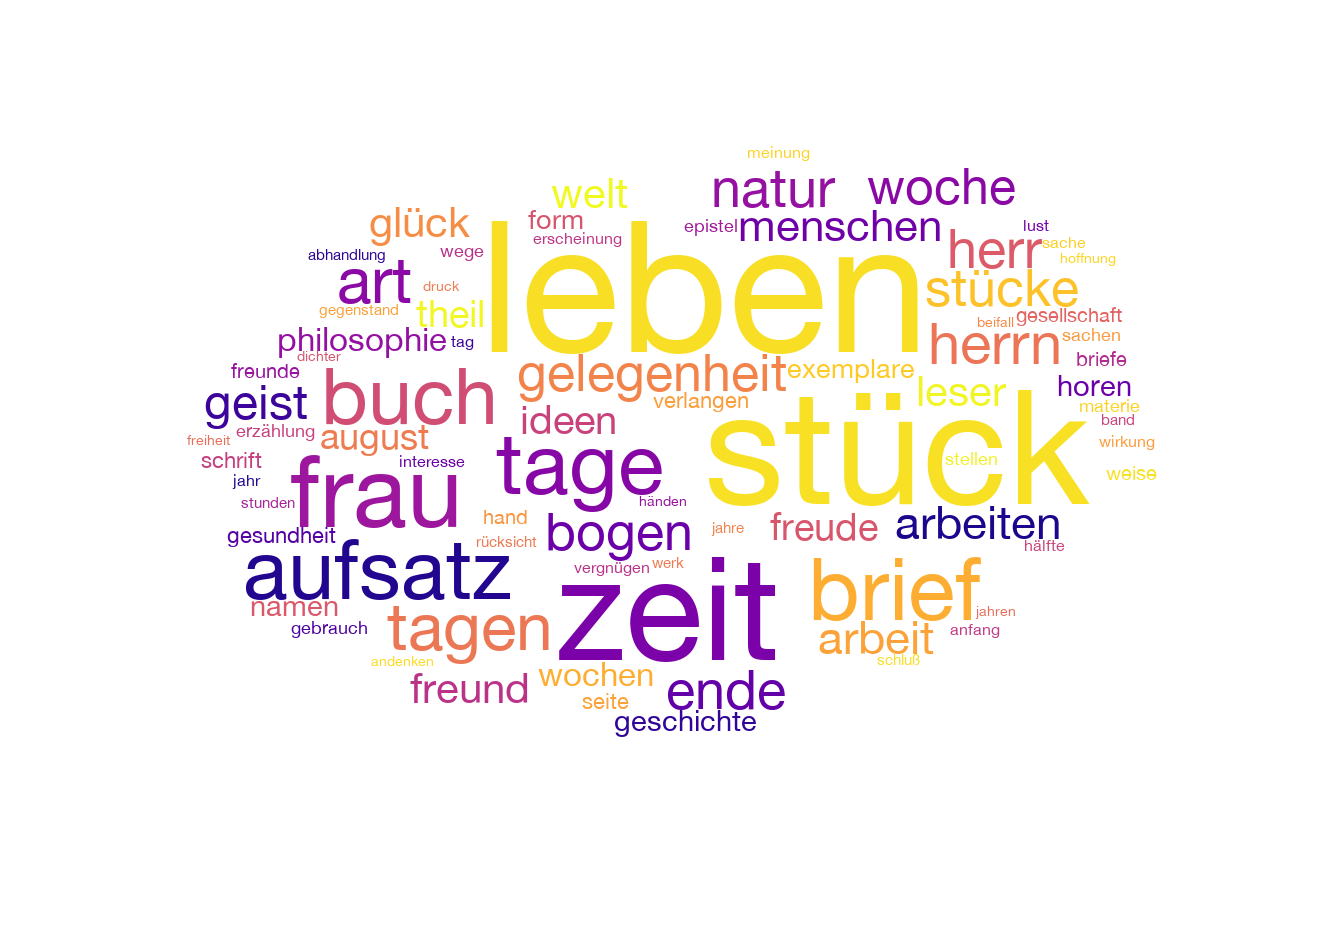 meinung
welt
natur
woche
glück
form
epistel
menschen
lust
erscheinung
herr
sache
abhandlung
wege
leben
hoffnung
art
druck
stücke
gegenstand
theil
gesellschaft
beifall
philosophie
tag
herrn
sachen
dichter
freunde
gelegenheit
exemplare
briefe
buch
leser
horen
geist
verlangen
materie
erzählung
august
ideen
band
freiheit
wirkung
schrift
interesse
tage
stück
stellen
weise
jahr
frau
stunden
händen
gesundheit
hand
bogen
jahre
freude
arbeiten
rücksicht
hälfte
aufsatz
vergnügen
werk
zeit
brief
namen
jahren
gebrauch
tagen
arbeit
anfang
andenken
schluß
freund
wochen
ende
seite
geschichte